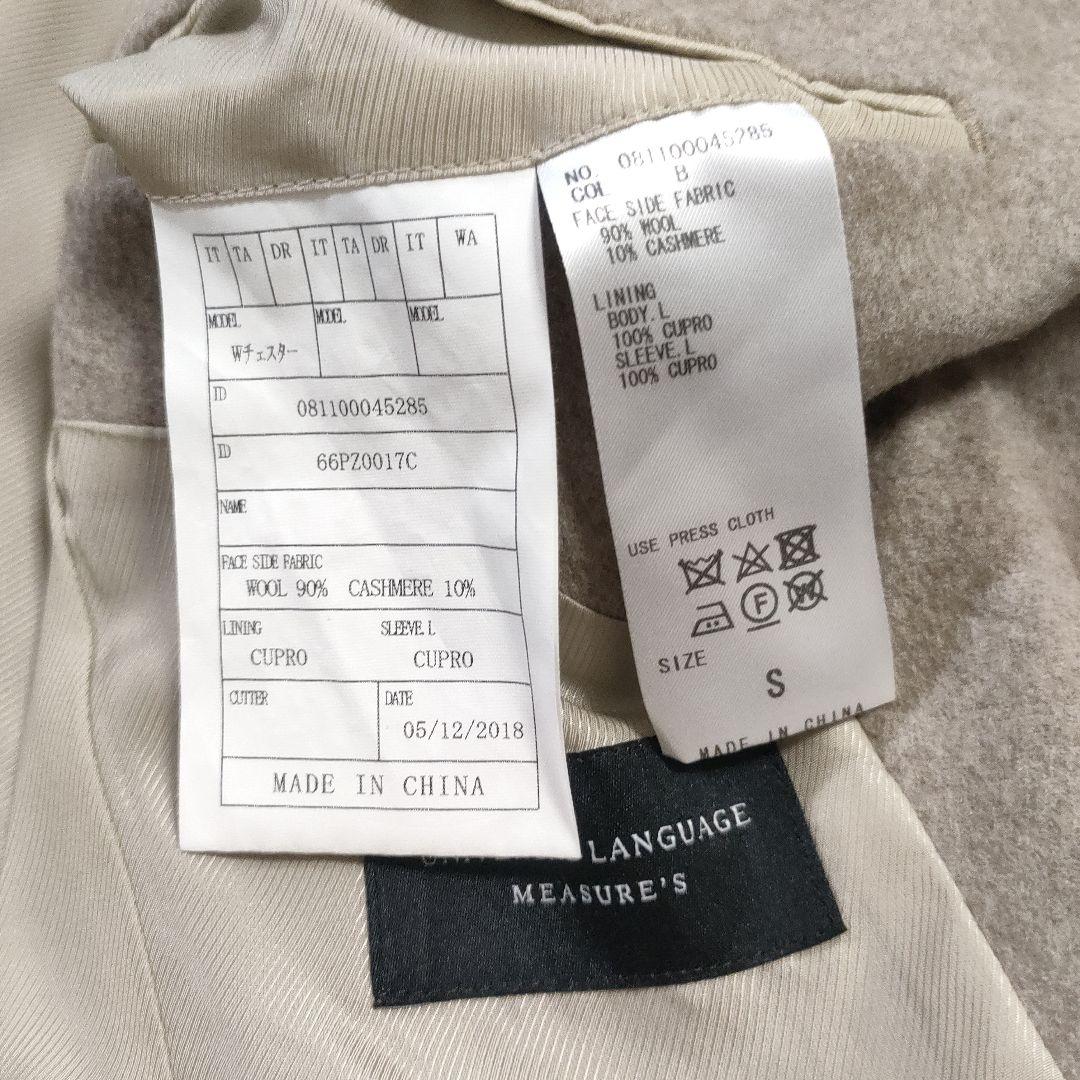 IT TA DR IT TA DR IT WA
MODEL MODEL MODEL
Wチェスター
ID
081100045285
ID
66PZ0017C
NAME
FACE SIDE FABRIC
WOOL 90% CASHMERE 10%
LINING SLEEVE.L
CUPRO CUPRO
CUTTER DATE
05/12/2018
MADE IN CHINA
NO. 081100045285
COL B
FACE SIDE FABRIC
90% WOOL
10% CASHMERE
LINING
BODY.L
100% CUPRO
SLEEVE.L
100% CUPRO
USE PRESS CLOTH
F
W
SIZE
S
MADE IN CHINA
LANGUAGE
MEASURE'S